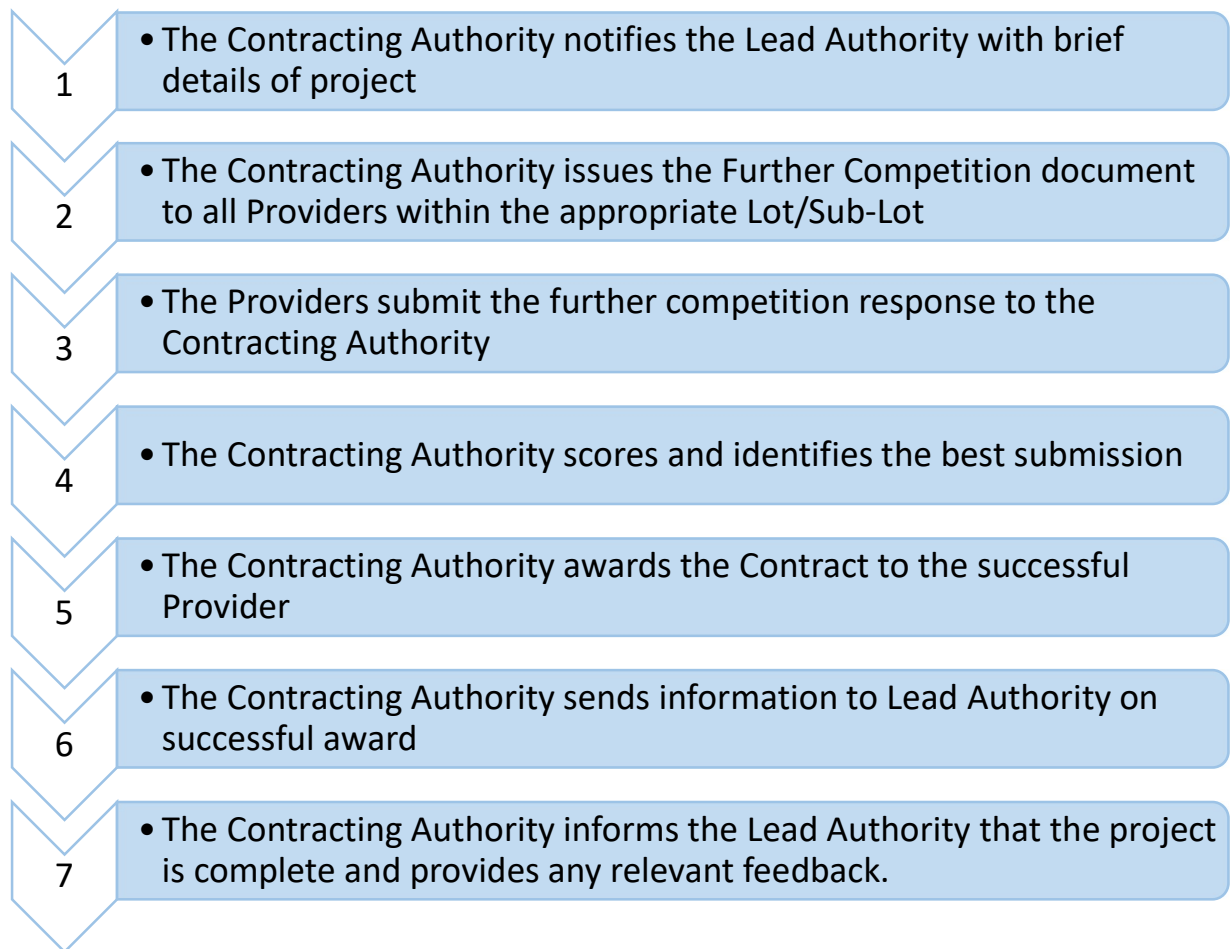 1
• The Contracting Authority notifies the Lead Authority with brief
details of project
2
• The Contracting Authority issues the Further Competition document
to all Providers within the appropriate Lot/Sub-Lot
3
• The Providers submit the further competition response to the
Contracting Authority
4
• The Contracting Authority scores and identifies the best submission
5
• The Contracting Authority awards the Contract to the successful
Provider
6
• The Contracting Authority sends information to Lead Authority on
successful award
7
• The Contracting Authority informs the Lead Authority that the project
is complete and provides any relevant feedback.